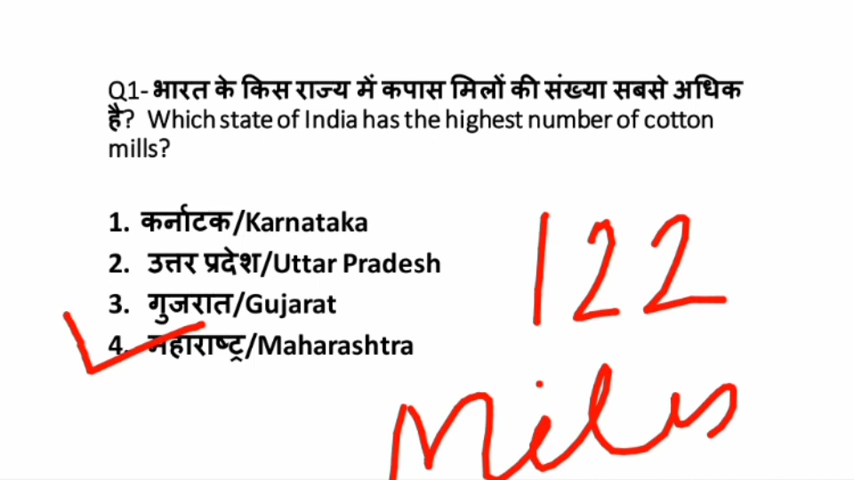 Q1- भारत के किस राज्य में कपास मिलों की संख्या सबसे अधिक
है? Which state of India has the highest number of cotton
mills?
1. कर्नाटक/Karnataka
2. उत्तर प्रदेश/Uttar Pradesh
3. गुजरात/Gujarat
4. महाराष्ट्र/Maharashtra
122
Mills